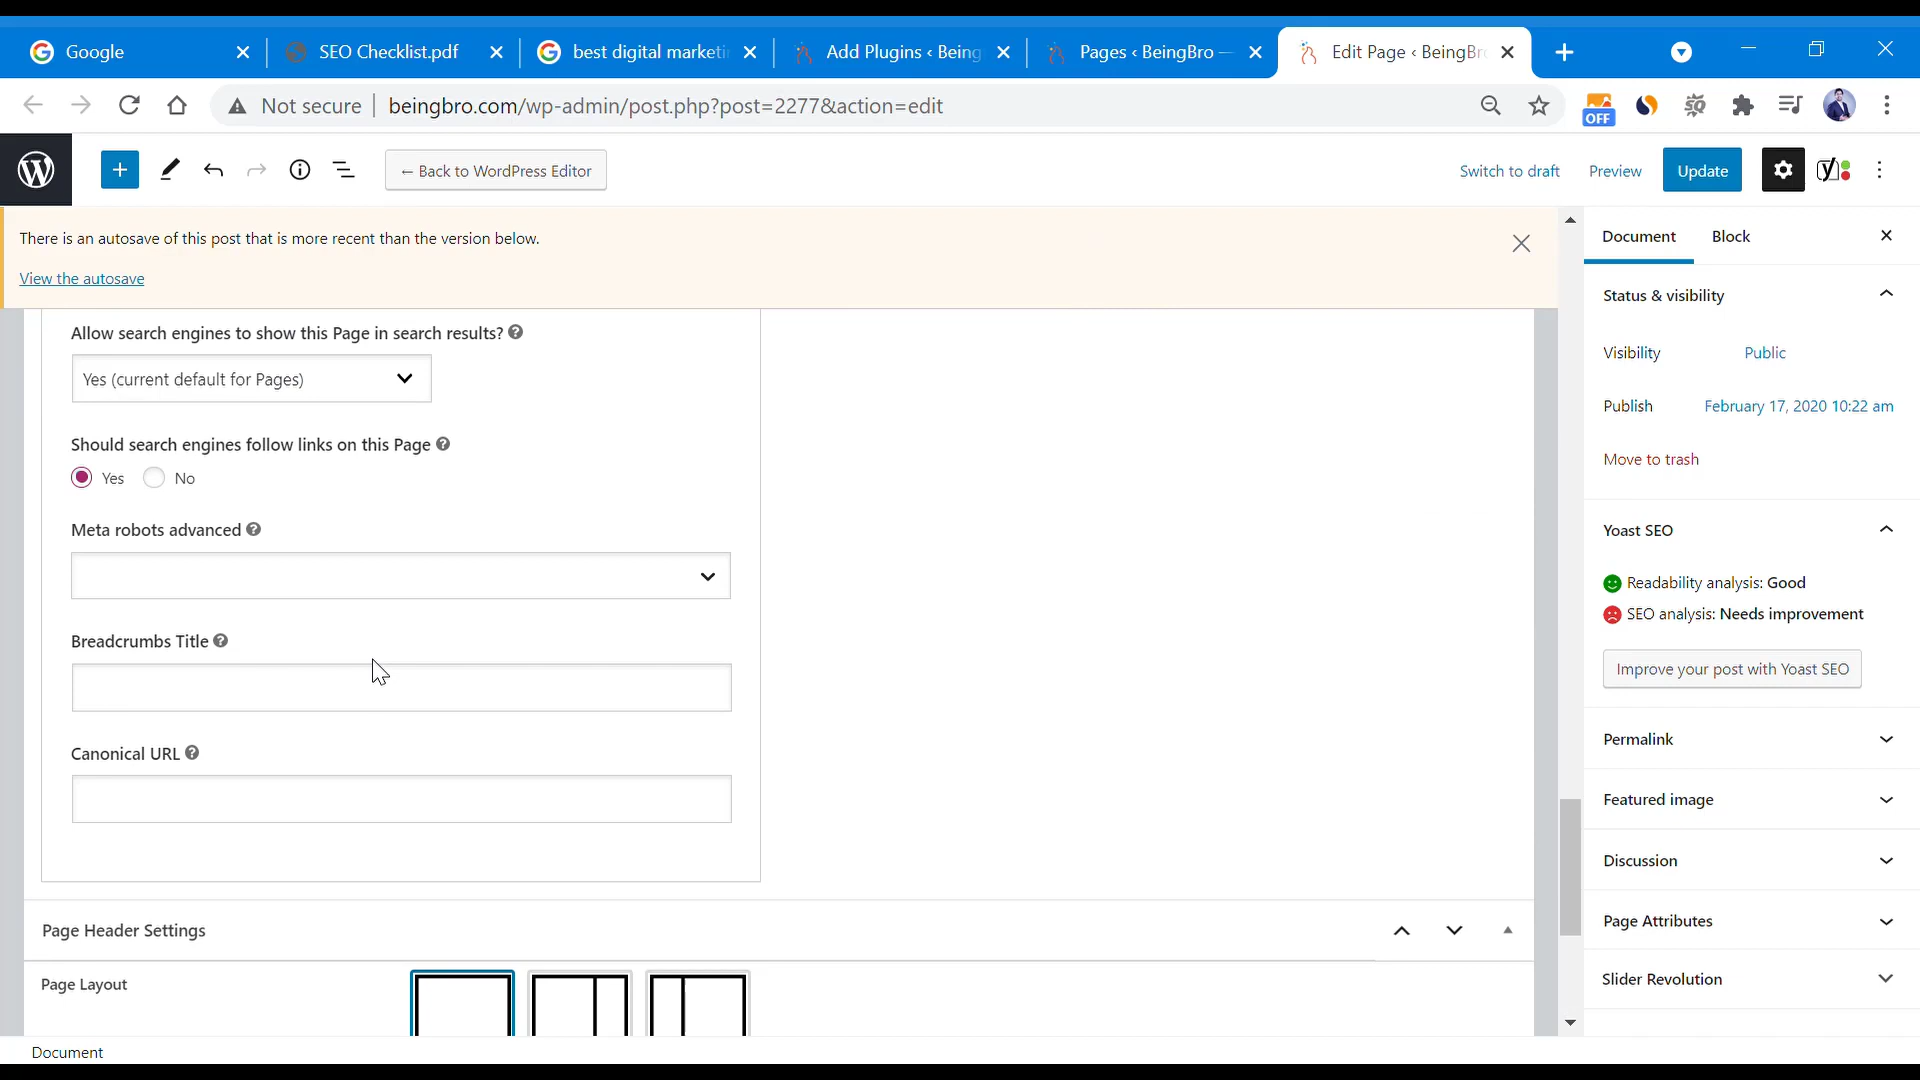 Google
SEO Checklist.pdf
best digital marketi
Add Plugins ‹ Being
Pages ‹ BeingBro —
Edit Page ‹ BeingBr
Not secure
beingbro.com/wp-admin/post.php?post=2277&action=edit
OFF
← Back to WordPress Editor
Switch to draft
Preview
Update
There is an autosave of this post that is more recent than the version below.
View the autosave
Allow search engines to show this Page in search results?
Yes (current default for Pages)
Should search engines follow links on this Page
Yes
No
Meta robots advanced
Breadcrumbs Title
Canonical URL
Page Header Settings
Page Layout
Document
Document
Block
Status & visibility
Visibility
Public
Publish
February 17, 2020 10:22 am
Move to trash
Yoast SEO
Readability analysis: Good
SEO analysis: Needs improvement
Improve your post with Yoast SEO
Permalink
Featured image
Discussion
Page Attributes
Slider Revolution